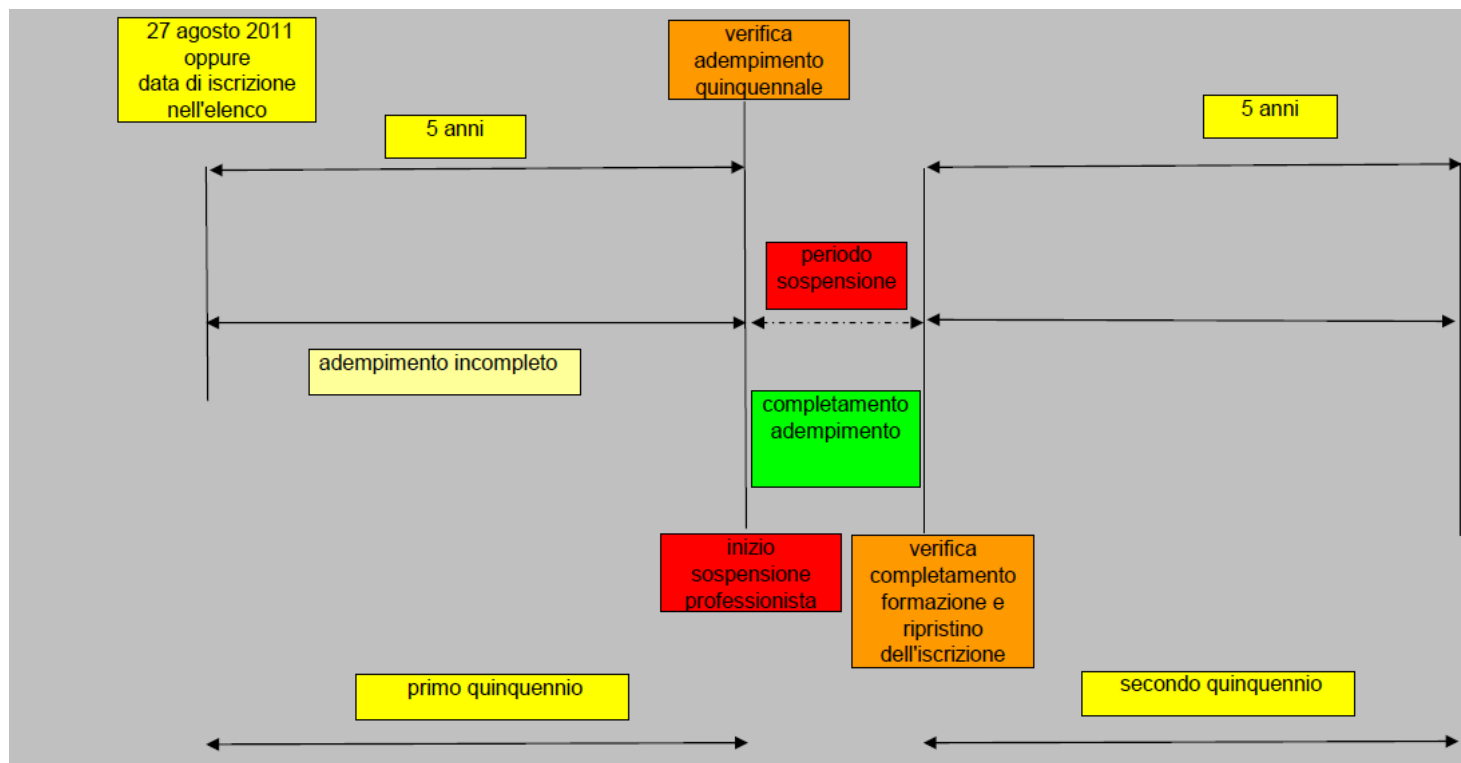 27 agosto 2011
oppure
data di iscrizione
nell'elenco
verifica
adempimento
quinquennale
5 anni
5 anni
periodo
sospensione
adempimento incompleto
completamento
adempimento
inizio
sospensione
professionista
verifica
completamento
formazione e
ripristino
dell'iscrizione
primo quinquennio
secondo quinquennio